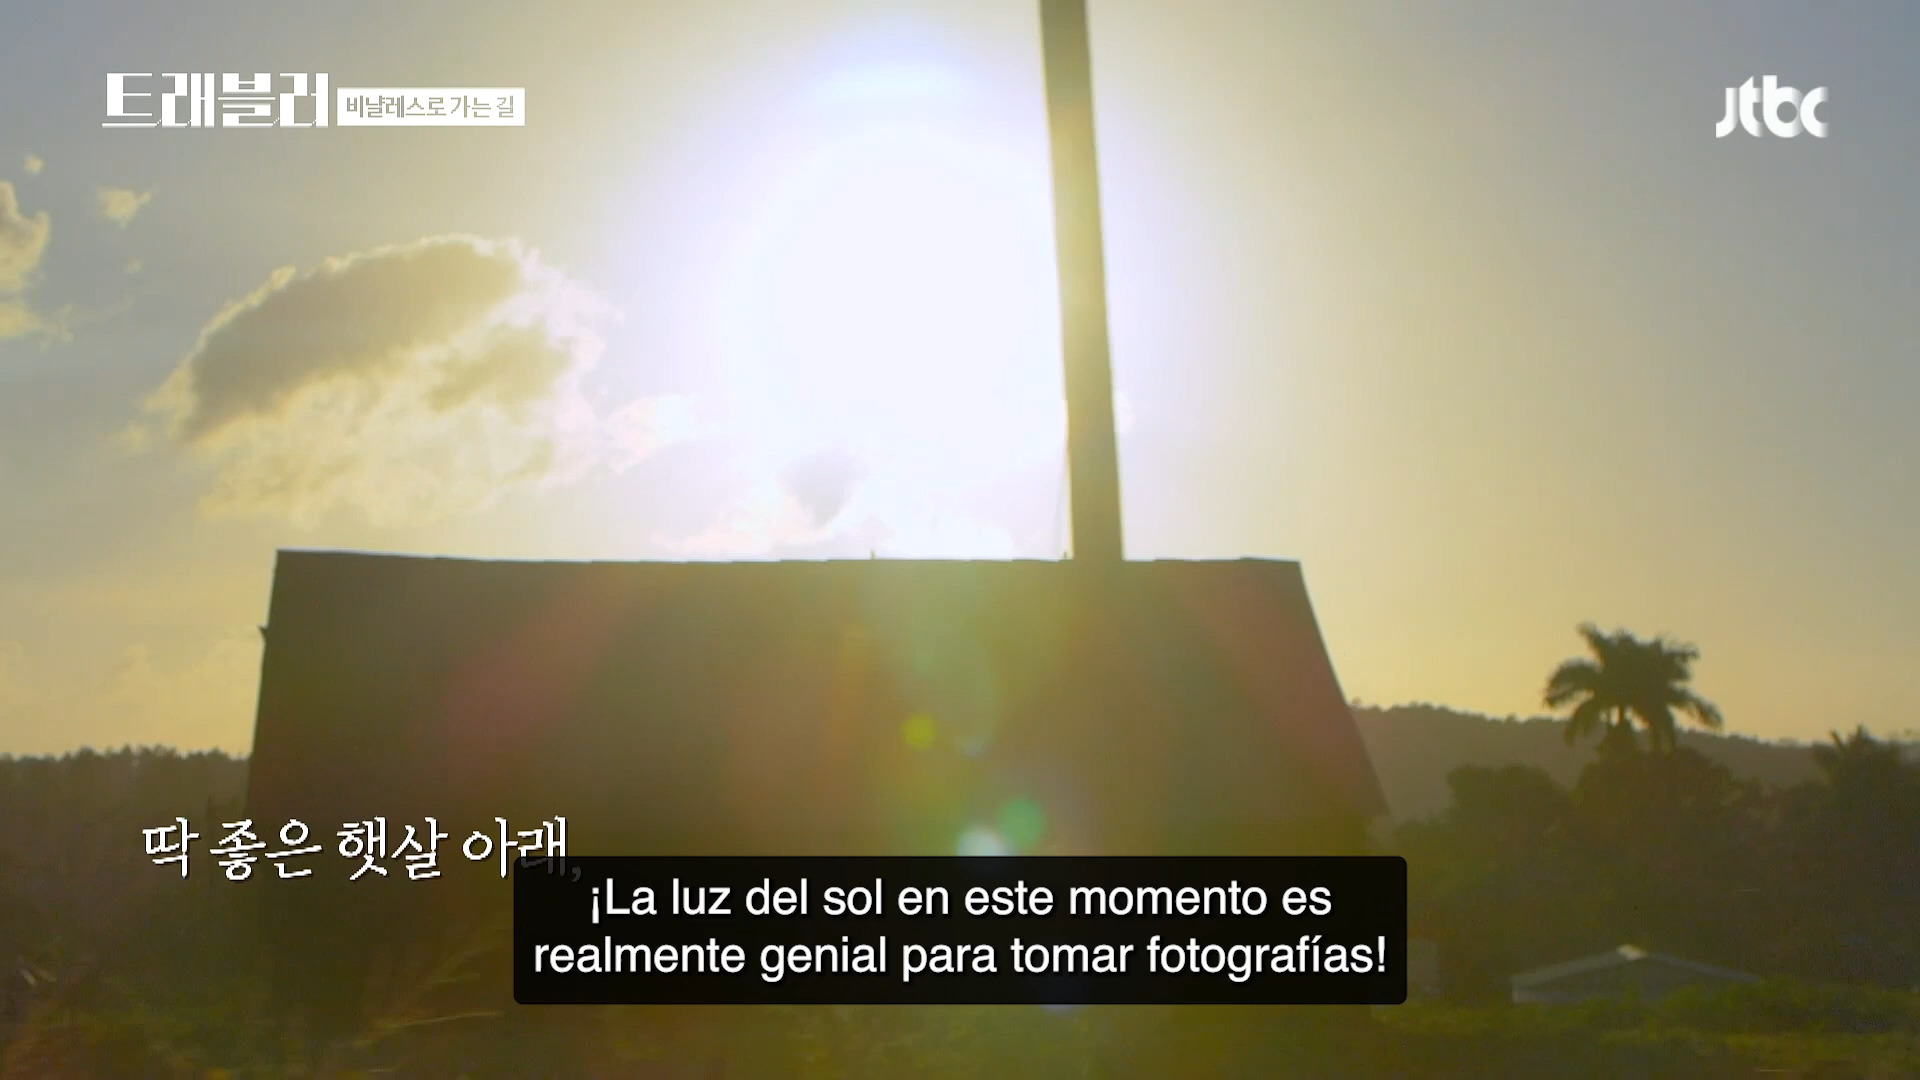 트래블러
비냘레스로 가는 길
jtbc
딱 좋은 햇살 아래,
¡La luz del sol en este momento es
realmente genial para tomar fotografías!